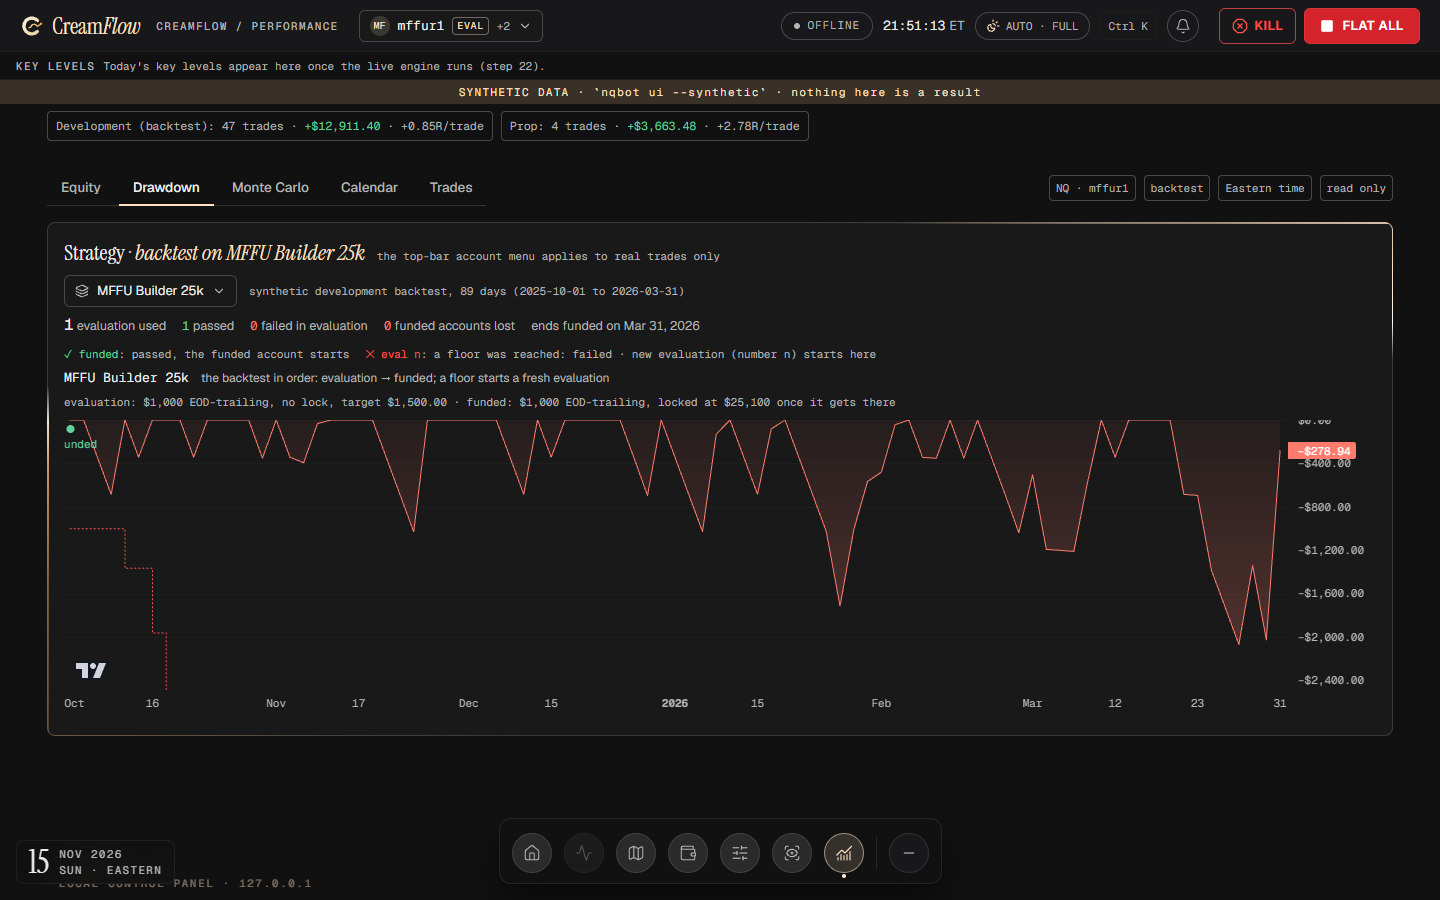 CreamFlow CREAMFLOW / PERFORMANCE MF mffur1 EVAL +2 OFFLINE 21:51:13 ET AUTO · FULL Ctrl K KILL FLAT ALL
KEY LEVELS Today's key levels appear here once the live engine runs (step 22).
SYNTHETIC DATA · `nqbot ui --synthetic` · nothing here is a result
Development (backtest): 47 trades · +$12,911.40 · +0.85R/trade Prop: 4 trades · +$3,663.48 · +2.78R/trade
Equity Drawdown Monte Carlo Calendar Trades NQ · mffur1 backtest Eastern time read only
Strategy · backtest on MFFU Builder 25k the top-bar account menu applies to real trades only
MFFU Builder 25k synthetic development backtest, 89 days (2025-10-01 to 2026-03-31)
1 evaluation used 1 passed 0 failed in evaluation 0 funded accounts lost ends funded on Mar 31, 2026
✓ funded: passed, the funded account starts ✕ eval n: a floor was reached: failed · new evaluation (number n) starts here
MFFU Builder 25k the backtest in order: evaluation → funded; a floor starts a fresh evaluation
evaluation: $1,000 EOD-trailing, no lock, target $1,500.00 · funded: $1,000 EOD-trailing, locked at $25,100 once it gets there
$0.00
unded
-$278.94
-$400.00
-$800.00
-$1,200.00
-$1,600.00
-$2,000.00
-$2,400.00
Oct 16 Nov 17 Dec 15 2026 15 Feb Mar 12 23 31
15 NOV 2026
SUN · EASTERN
LOCAL CONTROL PANEL · 127.0.0.1